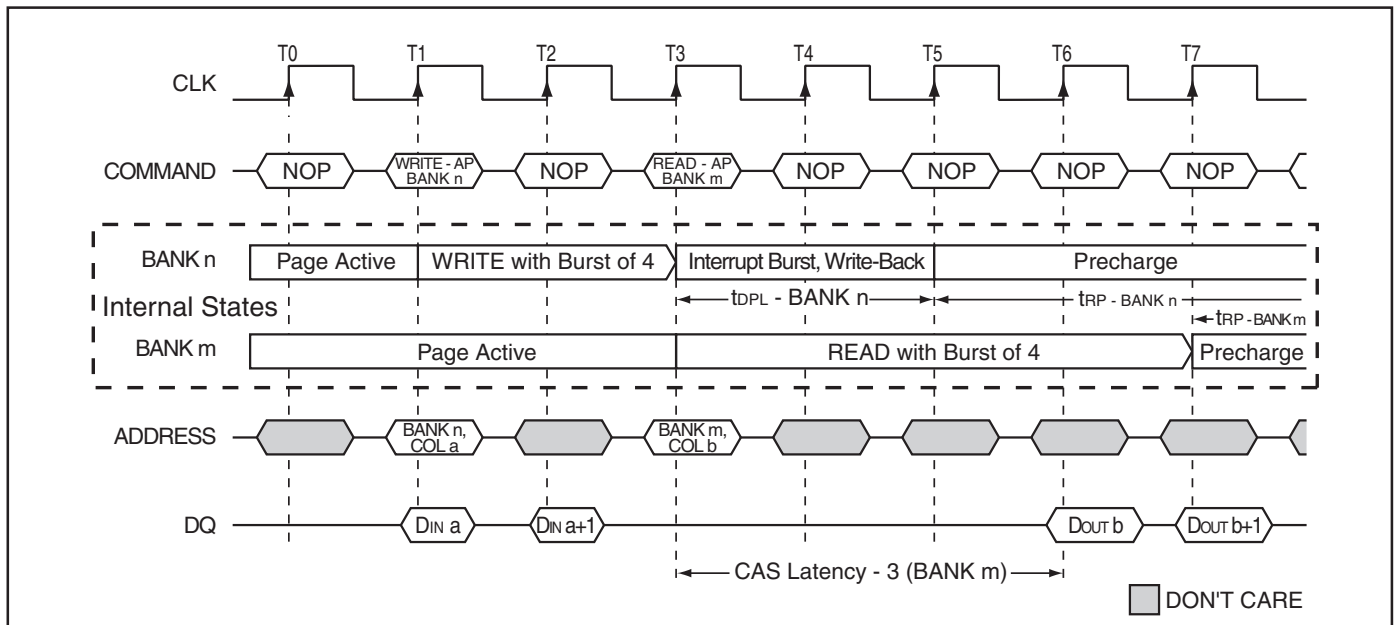 T0 T1 T2 T3 T4 T5 T6 T7
CLK
COMMAND NOP WRITE - AP BANK n NOP READ - AP BANK m NOP NOP NOP NOP
BANK n Page Active WRITE with Burst of 4 Interrupt Burst, Write-Back Precharge
tDPL - BANK n tRP - BANK n
Internal States
tRP - BANK m
BANK m Page Active READ with Burst of 4 Precharge
ADDRESS BANK n, COL a BANK m, COL b
DQ DIN a DIN a+1 DOUT b DOUT b+1
CAS Latency - 3 (BANK m)
DON'T CARE